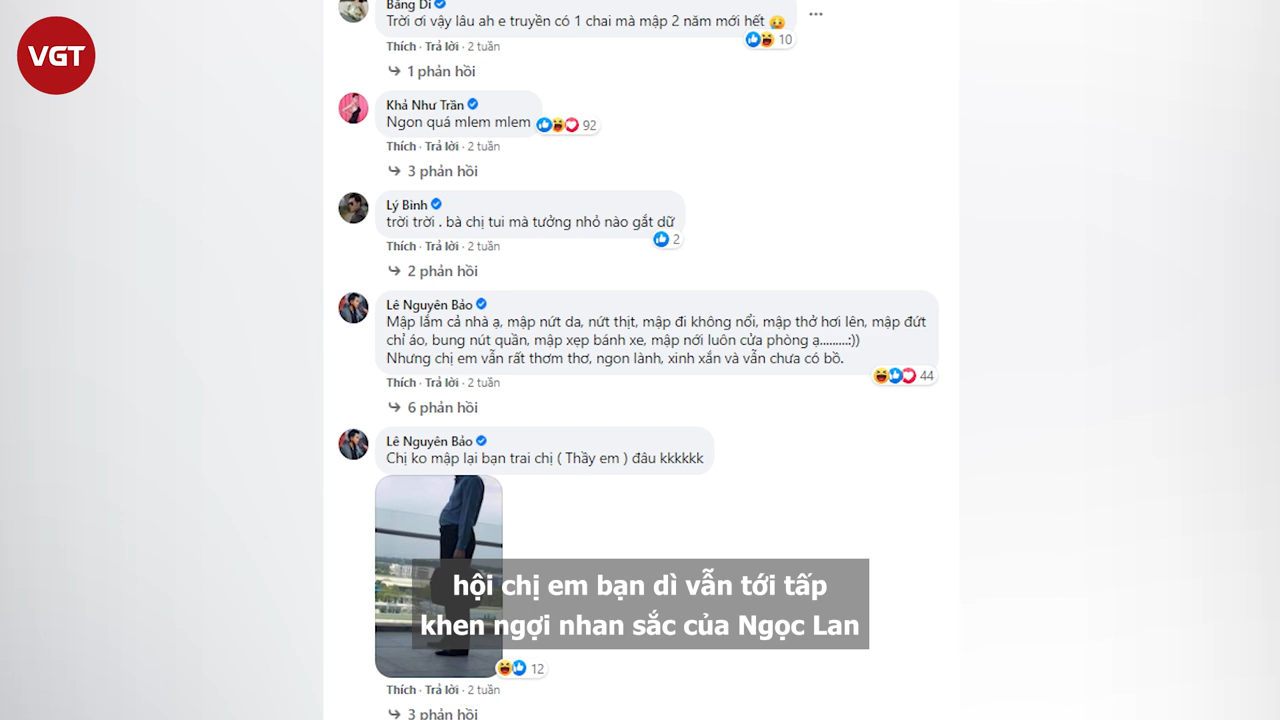 VGT
Băng Di
Trời ơi vậy lâu ah e truyền có 1 chai mà mập 2 năm mới hết
10
Thích · Trả lời · 2 tuần
1 phản hồi
Khả Như Trần
Ngon quá mlem mlem
92
Thích · Trả lời · 2 tuần
3 phản hồi
Lý Bình
trời trời . bà chị tui mà tưởng nhỏ nào gắt dữ
2
Thích · Trả lời · 2 tuần
2 phản hồi
Lê Nguyên Bảo
Mập lắm cả nhà ạ, mập nứt da, nứt thịt, mập đi không nổi, mập thở hơi lên, mập đứt
chỉ áo, bung nút quần, mập xẹp bánh xe, mập nới luôn cửa phòng ạ.........:))
Nhưng chị em vẫn rất thơm thơ, ngon lành, xinh xắn và vẫn chưa có bồ.
44
Thích · Trả lời · 2 tuần
6 phản hồi
Lê Nguyên Bảo
Chị ko mập lại bạn trai chị ( Thầy em ) đâu kkkkkk
hội chị em bạn dì vẫn tới tấp
khen ngợi nhan sắc của Ngọc Lan
12
Thích · Trả lời · 2 tuần
3 phản hồi